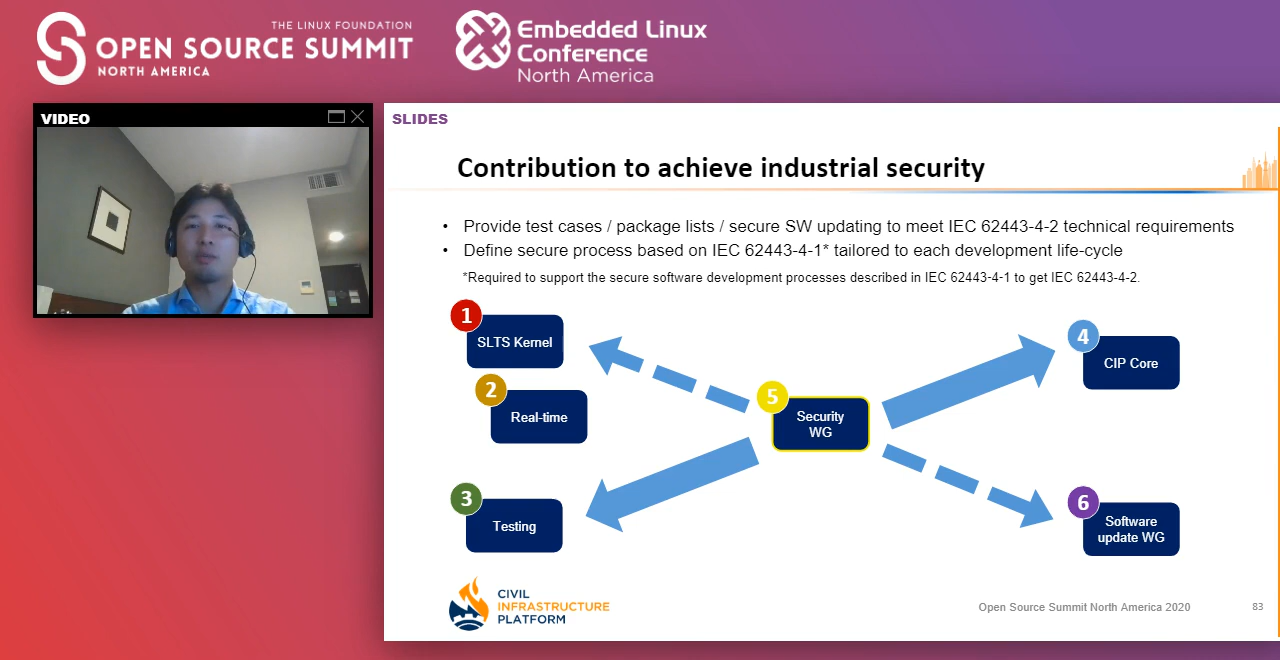 THE LINUX FOUNDATION
OPEN SOURCE SUMMIT
NORTH AMERICA
Embedded Linux
Conference
North America
VIDEO
SLIDES
Contribution to achieve industrial security
• Provide test cases / package lists / secure SW updating to meet IEC 62443-4-2 technical requirements
• Define secure process based on IEC 62443-4-1* tailored to each development life-cycle
*Required to support the secure software development processes described in IEC 62443-4-1 to get IEC 62443-4-2.
1
SLTS Kernel
2
Real-time
3
Testing
5
Security
WG
4
CIP Core
6
Software
update WG
CIVIL
INFRASTRUCTURE
PLATFORM
Open Source Summit North America 2020
83